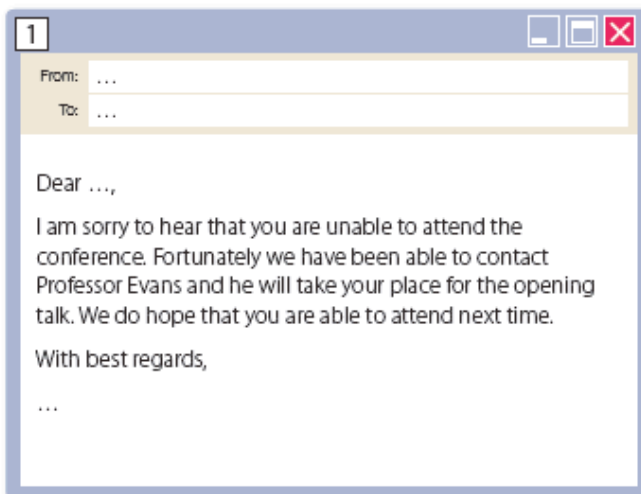 1
From: ...
To: ...
Dear ...,
I am sorry to hear that you are unable to attend the
conference. Fortunately we have been able to contact
Professor Evans and he will take your place for the opening
talk. We do hope that you are able to attend next time.
With best regards,
...